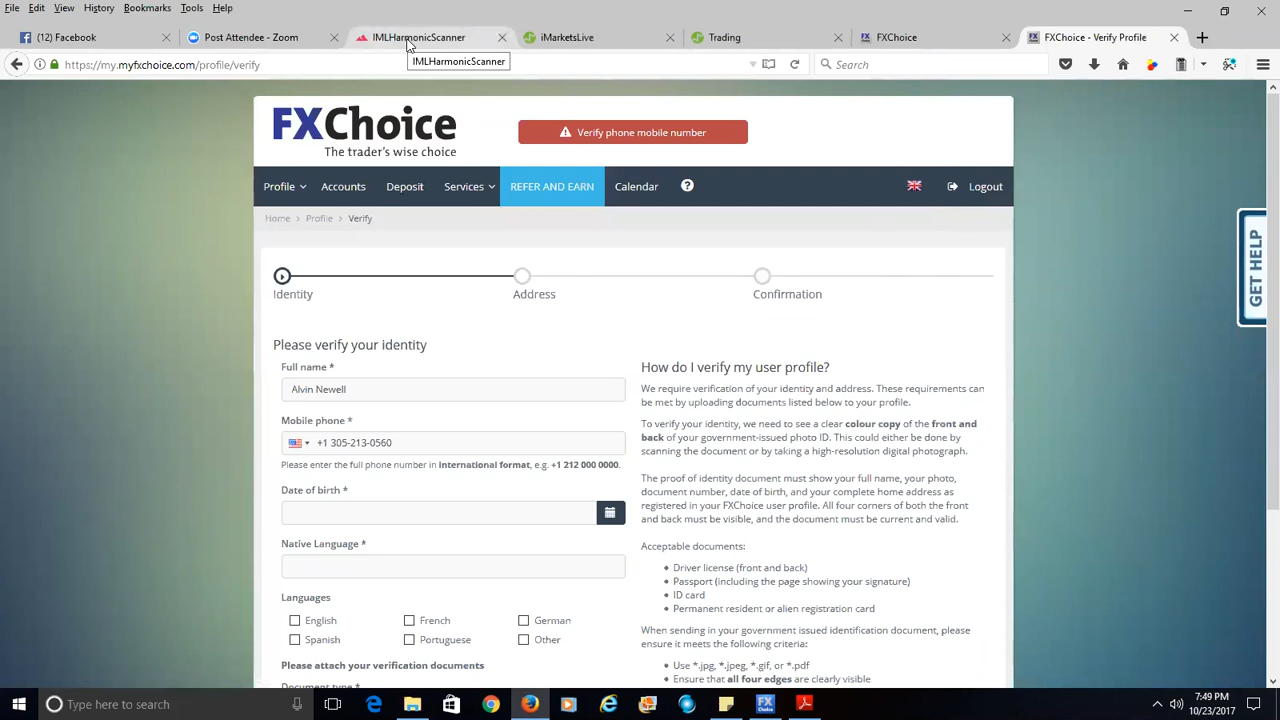 File Edit View History Bookmarks Tools Help
(12) Facebook
Post Attendee - Zoom
IMLHarmonicScanner
iMarketsLive
Trading
FXChoice
FXChoice - Verify Profile
https://my.myfxchoice.com/profile/verify
Search
IMLHarmonicScanner
FXChoice
The trader's wise choice
Verify phone mobile number
Profile Accounts Deposit Services REFER AND EARN Calendar Logout
Home > Profile > Verify
GET HELP
Identity Address Confirmation
Please verify your identity
Full name *
Alvin Newell
Mobile phone *
+1 305-213-0560
Please enter the full phone number in International format, e.g. +1 212 000 0000.
Date of birth *
Native Language *
Languages
English French German
Spanish Portuguese Other
Please attach your verification documents
Document type *
How do I verify my user profile?
We require verification of your identity and address. These requirements can
be met by uploading documents listed below to your profile.
To verify your identity, we need to see a clear colour copy of the front and
back of your government-issued photo ID. This could either be done by
scanning the document or by taking a high-resolution digital photograph.
The proof of identity document must show your full name, your photo,
document number, date of birth, and your complete home address as
registered in your FXChoice user profile. All four corners of both the front
and back must be visible, and the document must be current and valid.
Acceptable documents:
Driver license (front and back)
Passport (including the page showing your signature)
ID card
Permanent resident or alien registration card
When sending in your government issued identification document, please
ensure it meets the following criteria:
Use *.jpg, *.jpeg, *.gif, or *.pdf
Ensure that all four edges are clearly visible
Type here to search
FX
Choice
7:49 PM
10/23/2017